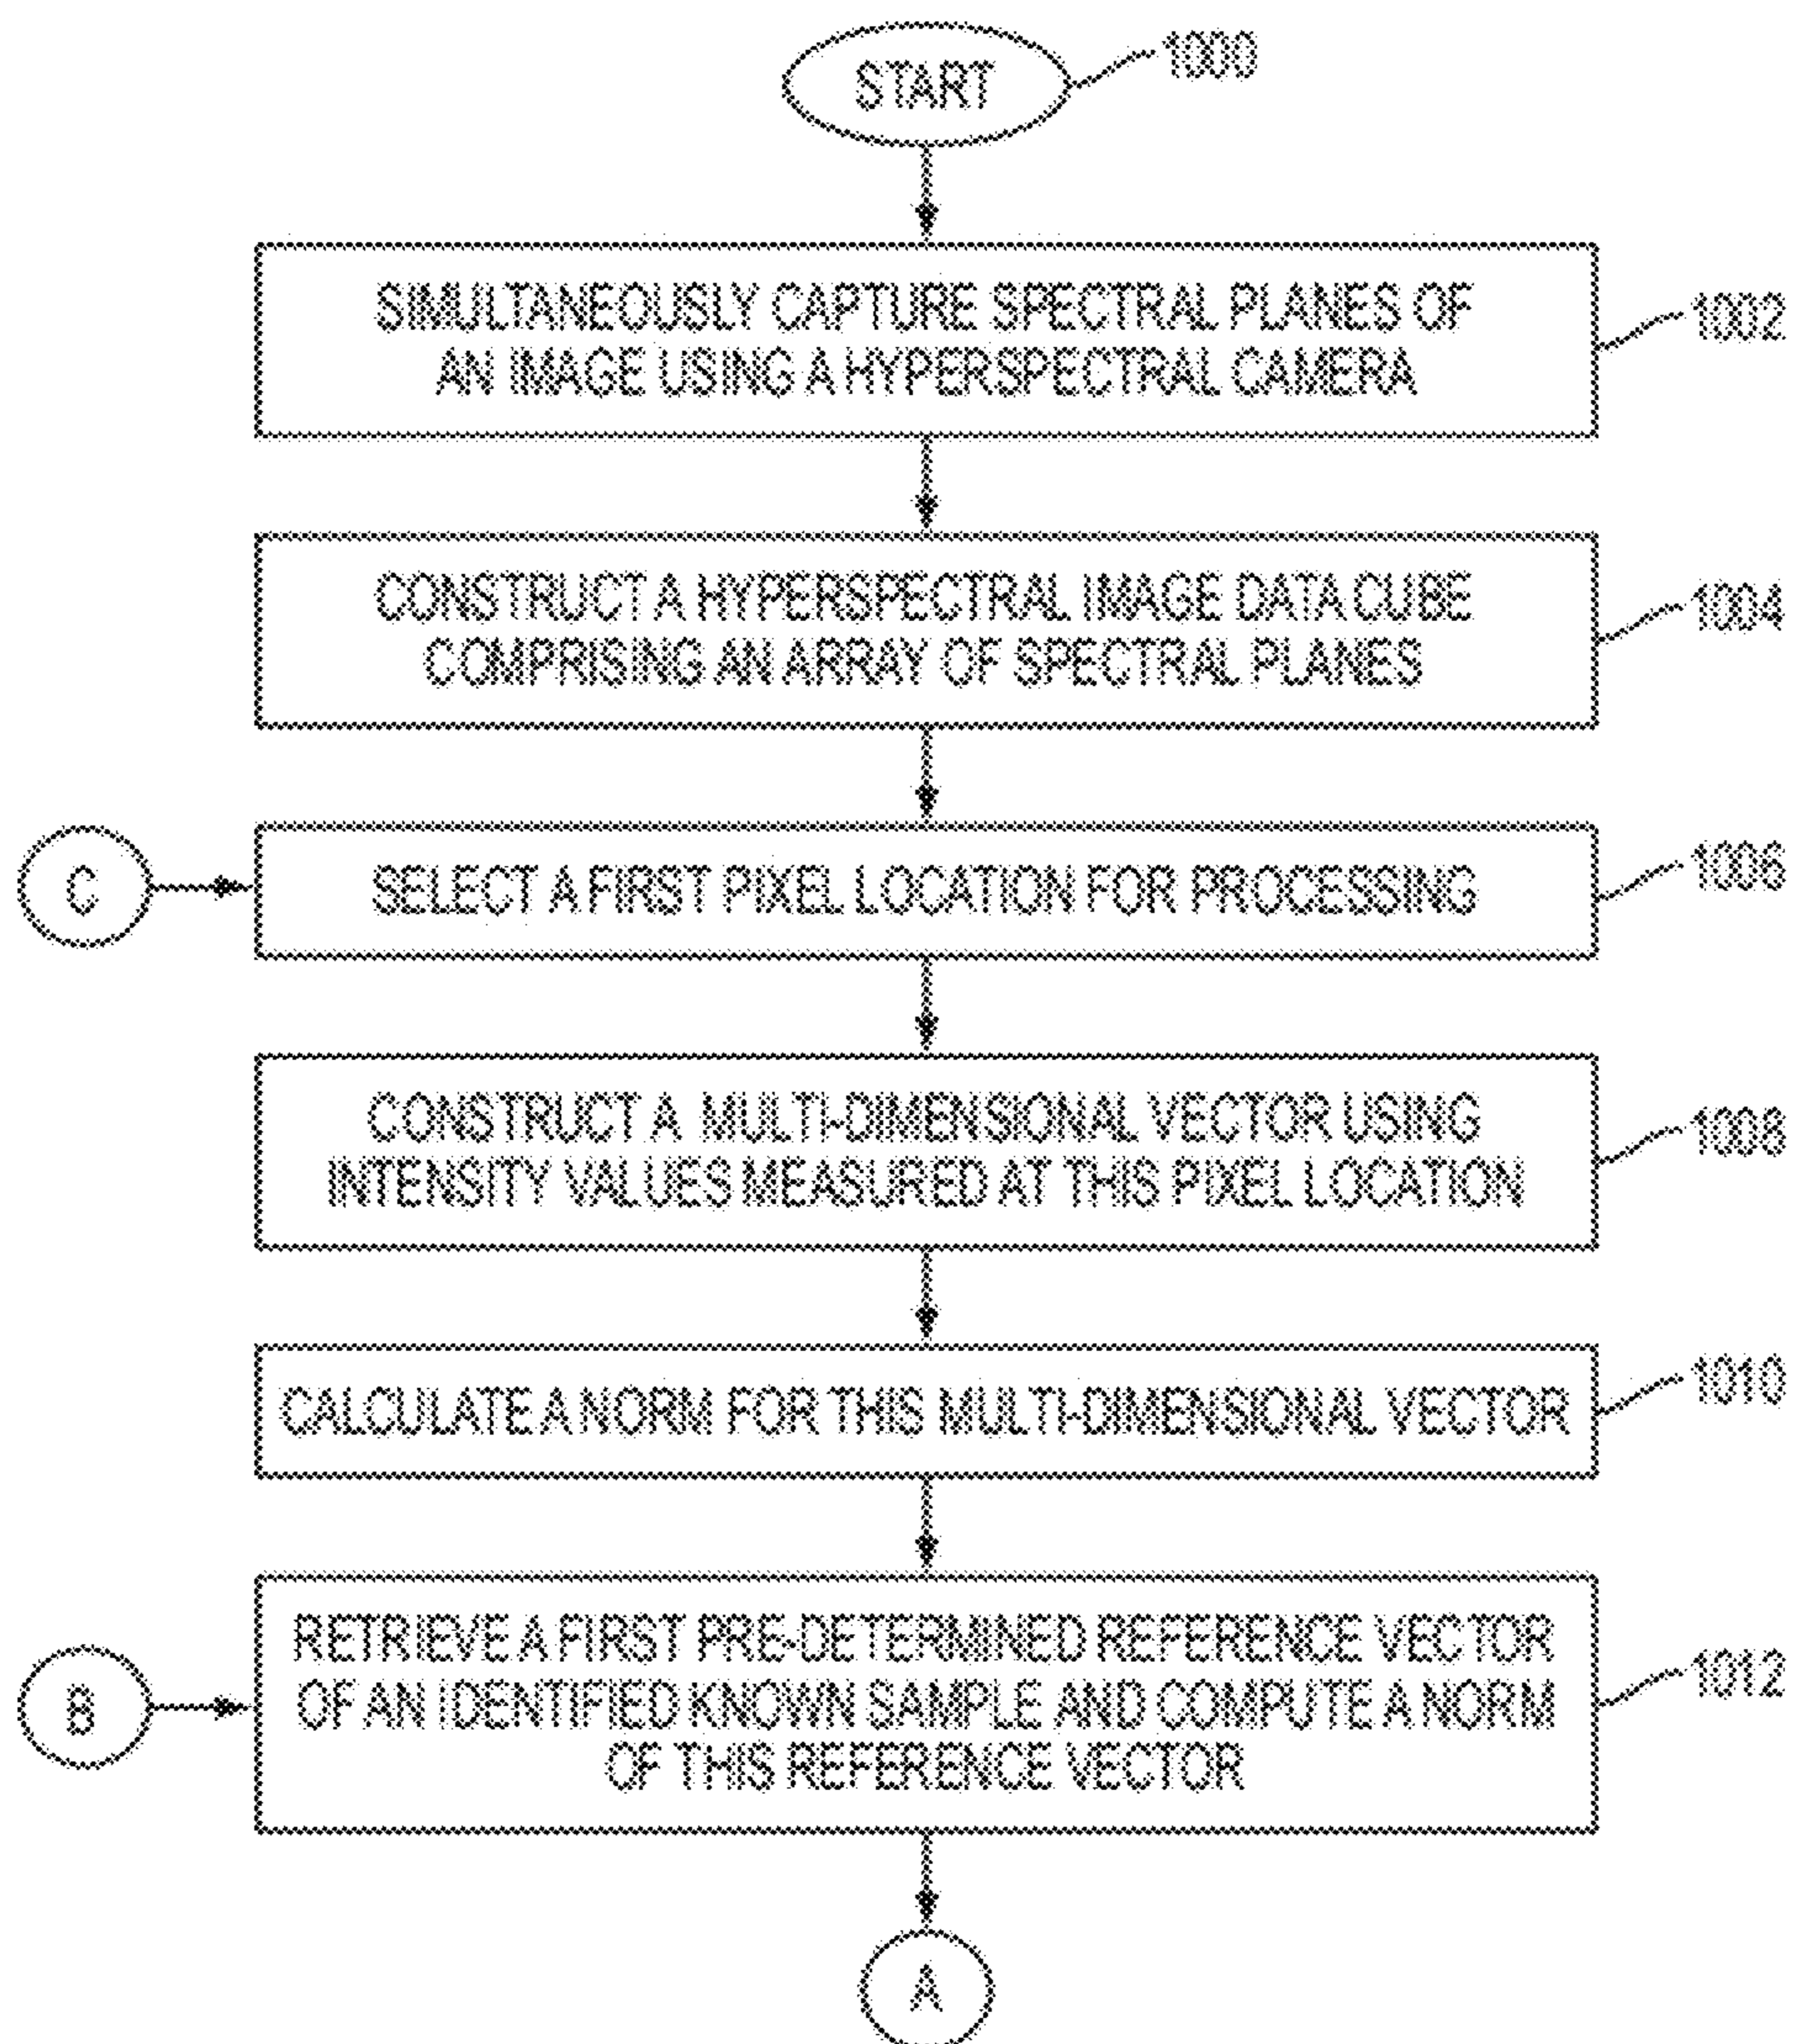 START
1000
SIMULTANEOUSLY CAPTURE SPECTRAL PLANES OF
AN IMAGE USING A HYPERSPECTRAL CAMERA
1002
CONSTRUCT A HYPERSPECTRAL IMAGE DATA CUBE
COMPRISING AN ARRAY OF SPECTRAL PLANES
1004
C
SELECT A FIRST PIXEL LOCATION FOR PROCESSING
1006
CONSTRUCT A MULTI-DIMENSIONAL VECTOR USING
INTENSITY VALUES MEASURED AT THIS PIXEL LOCATION
1008
CALCULATE A NORM FOR THIS MULTI-DIMENSIONAL VECTOR
1010
B
RETRIEVE A FIRST PRE-DETERMINED REFERENCE VECTOR
OF AN IDENTIFIED KNOWN SAMPLE AND COMPUTE A NORM
OF THIS REFERENCE VECTOR
1012
A